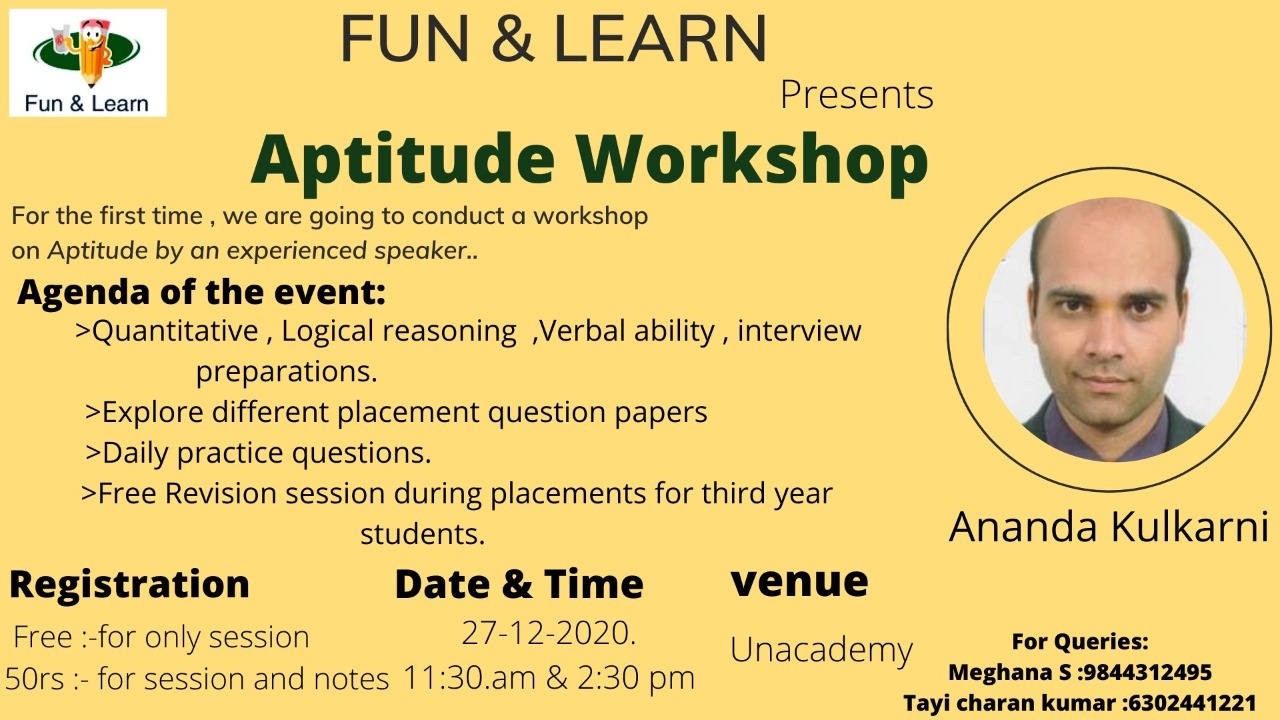 Fun & Learn
FUN & LEARN
Presents
Aptitude Workshop
For the first time , we are going to conduct a workshop
on Aptitude by an experienced speaker..
Agenda of the event:
>Quantitative , Logical reasoning ,Verbal ability , interview
preparations.
>Explore different placement question papers
>Daily practice questions.
>Free Revision session during placements for third year
students.
Ananda Kulkarni
Registration
Free :-for only session
50rs :- for session and notes
Date & Time
27-12-2020.
11:30.am & 2:30 pm
venue
Unacademy
For Queries:
Meghana S :9844312495
Tayi charan kumar :6302441221